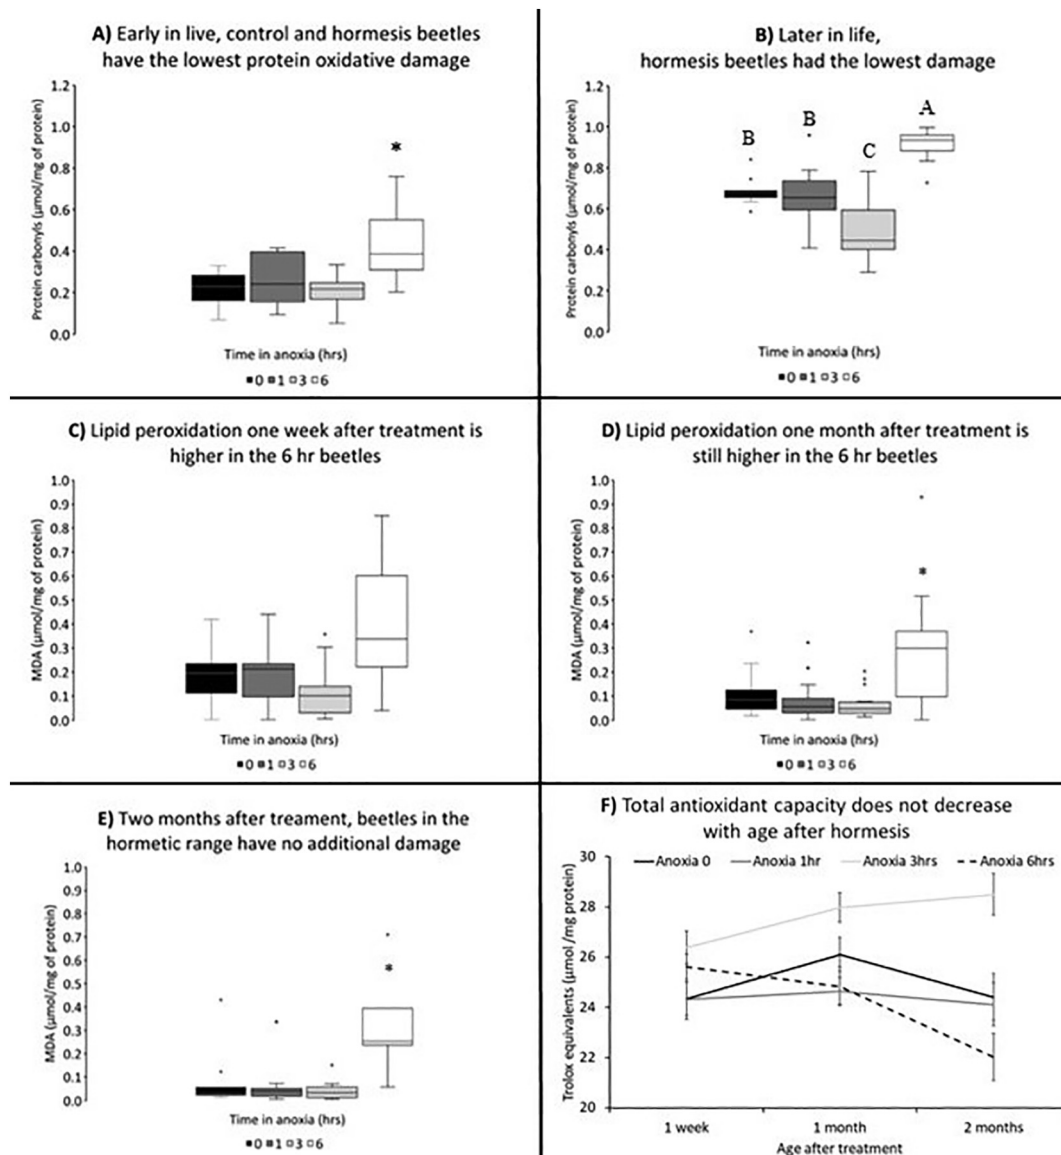 A) Early in live, control and hormesis beetles
have the lowest protein oxidative damage
Protein carbonyls (µmol/mg of protein)
1.2
1.0
0.8
0.6
0.4
0.2
0.0
*
Time in anoxia (hrs)
■0 ■1 □3 □6
B) Later in life,
hormesis beetles had the lowest damage
Protein carbonyls (µmol/mg of protein)
1.2
1.0
0.8
0.6
0.4
0.2
0.0
B
B
C
A
Time in anoxia (hrs)
■0 ■1 □3 □6
C) Lipid peroxidation one week after treatment is
higher in the 6 hr beetles
MDA (µmol/mg of protein)
1.0
0.9
0.8
0.7
0.6
0.5
0.4
0.3
0.2
0.1
0.0
Time in anoxia (hrs)
■0 ■1 □3 □6
D) Lipid peroxidation one month after treatment is
still higher in the 6 hr beetles
MDA (µmol/mg of protein)
1.0
0.9
0.8
0.7
0.6
0.5
0.4
0.3
0.2
0.1
0.0
*
Time in anoxia (hrs)
■0 ■1 □3 □6
E) Two months after treament, beetles in the
hormetic range have no additional damage
MDA (µmol/mg of protein)
1.0
0.9
0.8
0.7
0.6
0.5
0.4
0.3
0.2
0.1
0.0
*
Time in anoxia (hrs)
■0 ■1 □3 □6
F) Total antioxidant capacity does not decrease
with age after hormesis
Trolox equivalents (µmol /mg protein)
30
28
26
24
22
20
Anoxia 0 Anoxia 1hr Anoxia 3hrs Anoxia 6hrs
1 week 1 month 2 months
Age after treatment